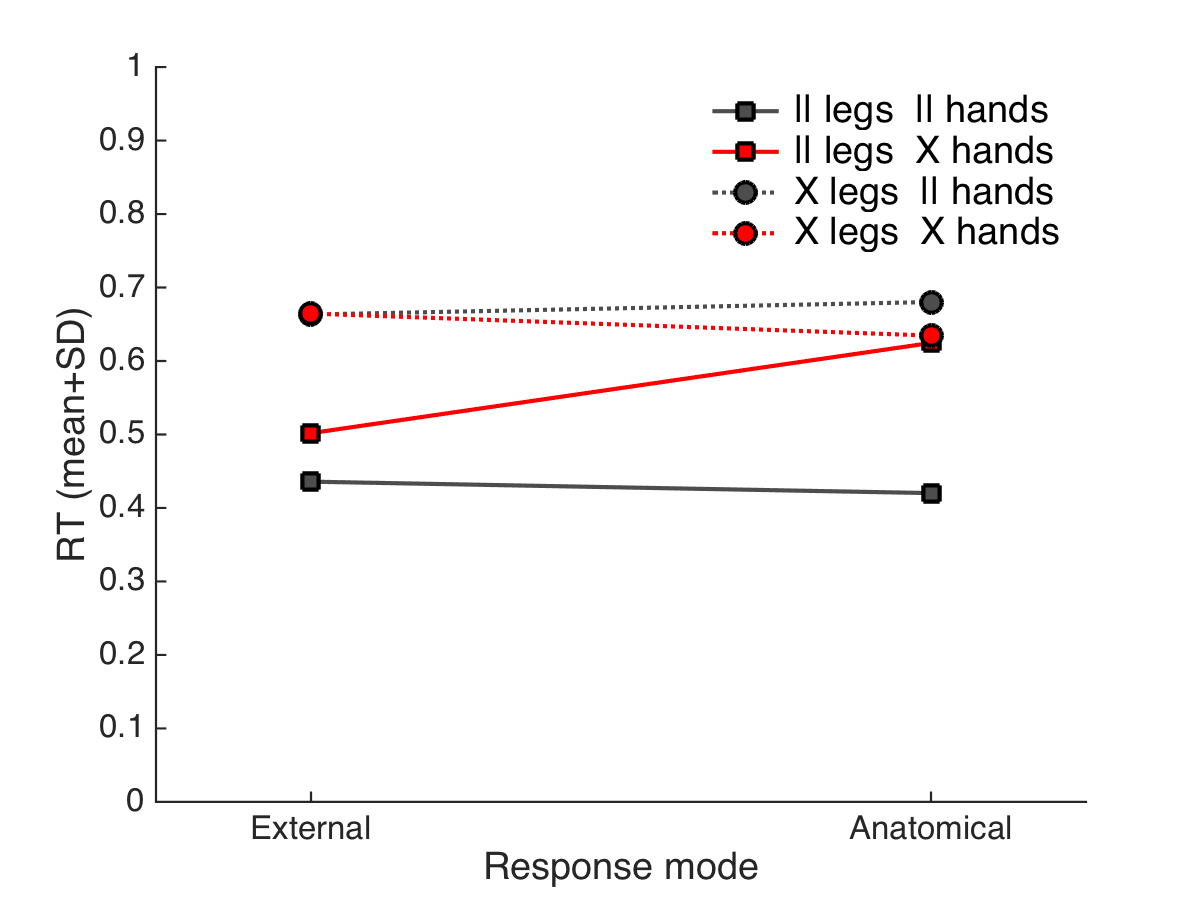 1
0.9
0.8
0.7
0.6
0.5
0.4
0.3
0.2
0.1
0
RT (mean+SD)
ll legs ll hands
ll legs X hands
X legs ll hands
X legs X hands
External
Anatomical
Response mode